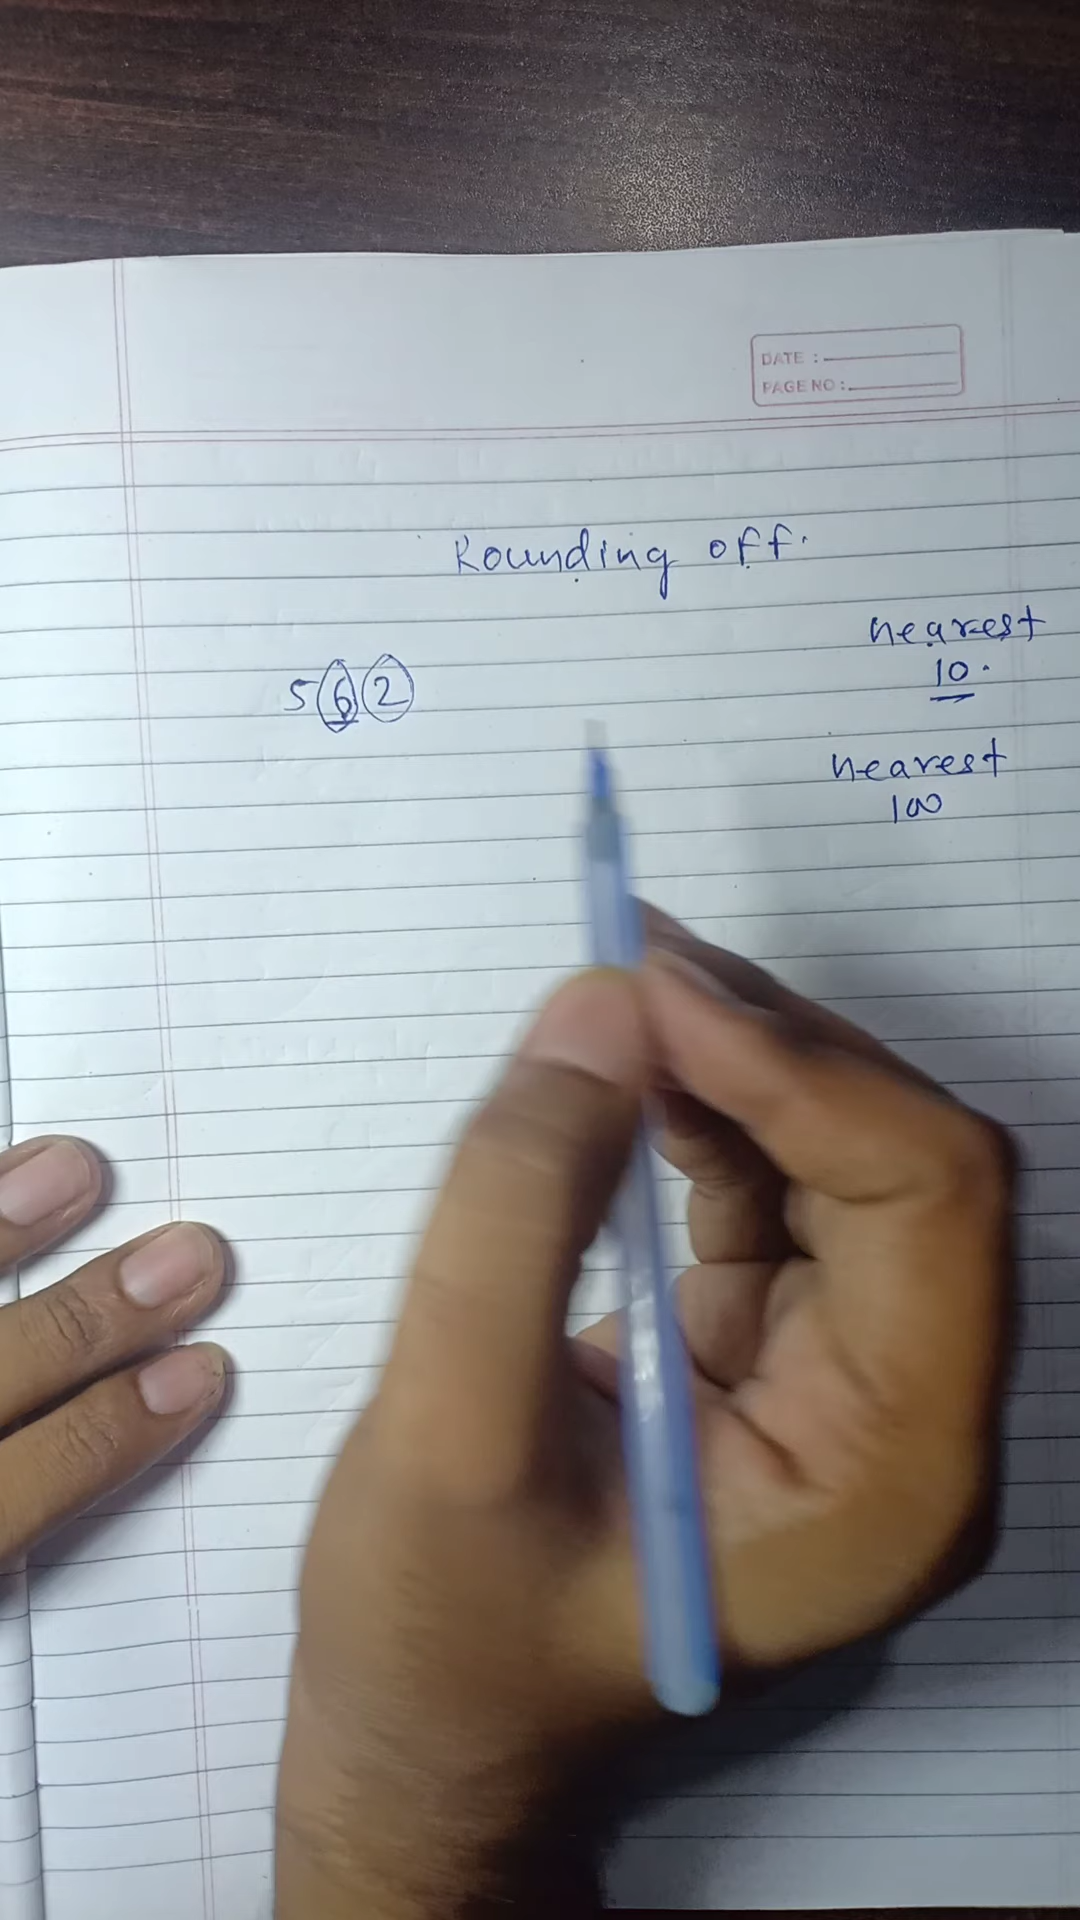 DATE :
PAGE NO :
Rounding off.
nearest
10.
562
nearest
100